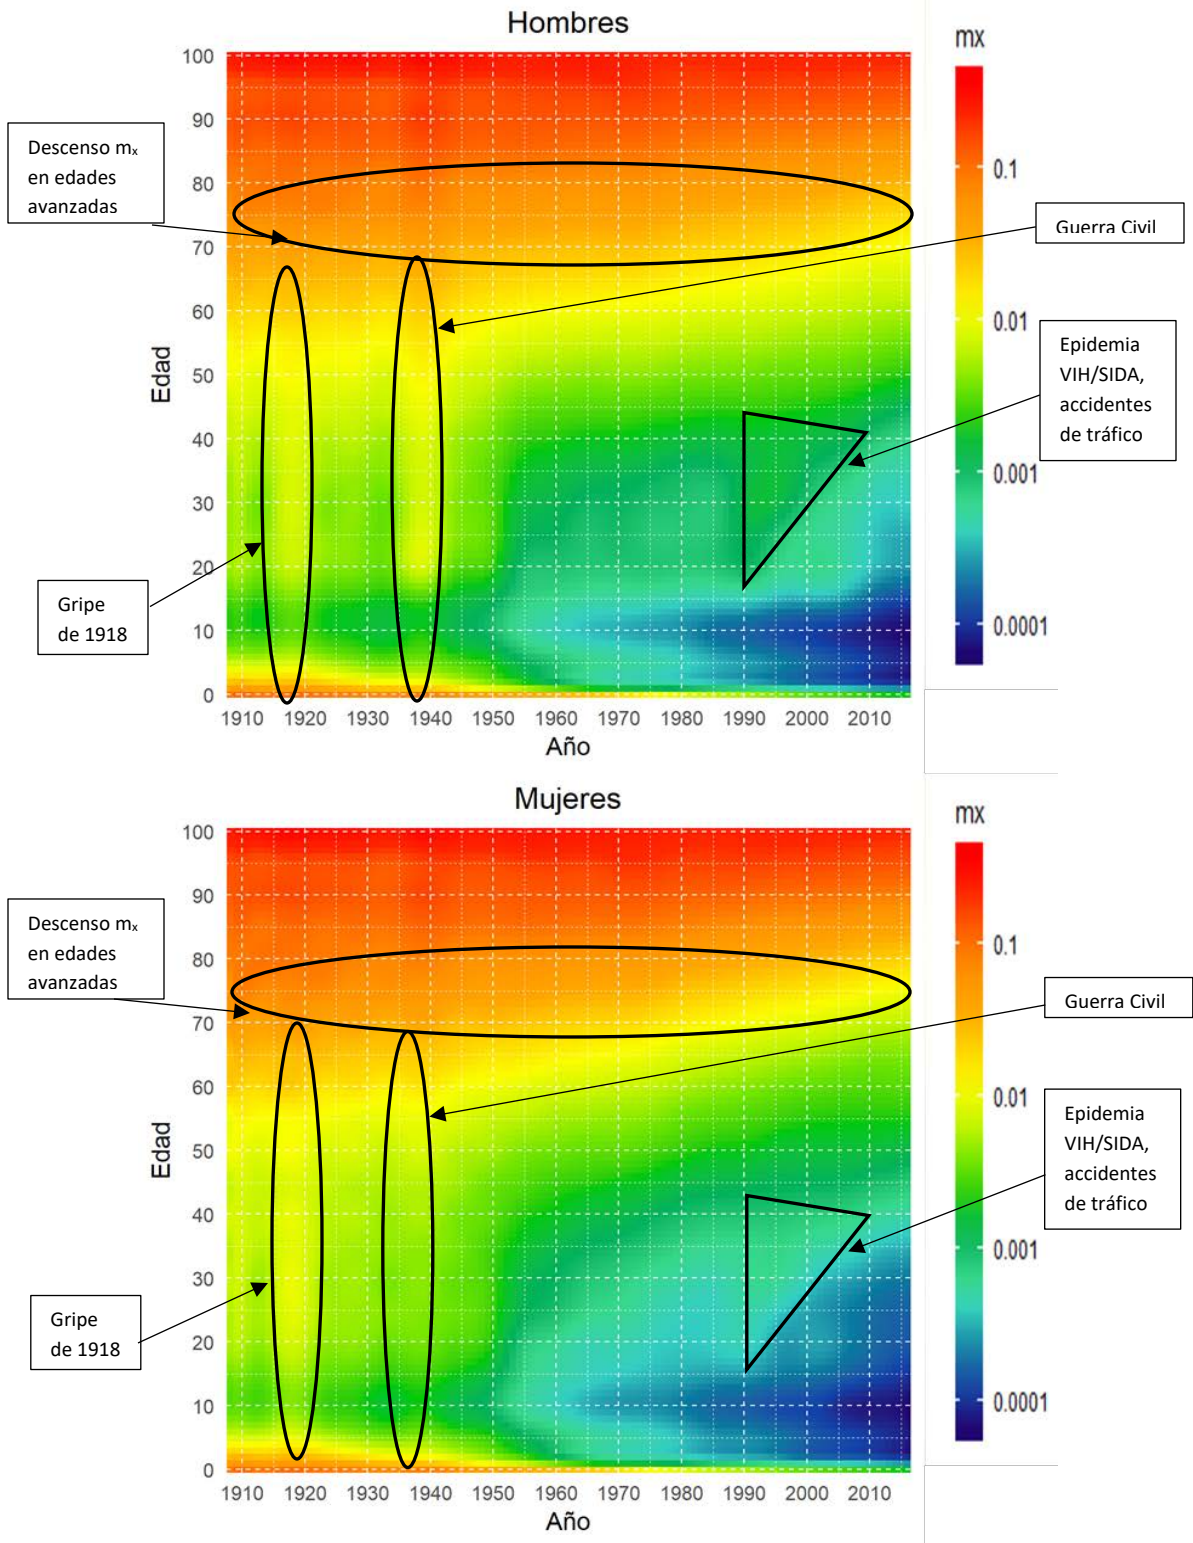 Hombres
mx
100
90
80
70
60
50
40
30
20
10
0
Edad
1910 1920 1930 1940 1950 1960 1970 1980 1990 2000 2010
Año
0.1
0.01
0.001
0.0001
Descenso mₓ
en edades
avanzadas
Guerra Civil
Epidemia
VIH/SIDA,
accidentes
de tráfico
Gripe
de 1918
Mujeres
mx
100
90
80
70
60
50
40
30
20
10
0
Edad
1910 1920 1930 1940 1950 1960 1970 1980 1990 2000 2010
Año
0.1
0.01
0.001
0.0001
Descenso mₓ
en edades
avanzadas
Guerra Civil
Epidemia
VIH/SIDA,
accidentes
de tráfico
Gripe
de 1918